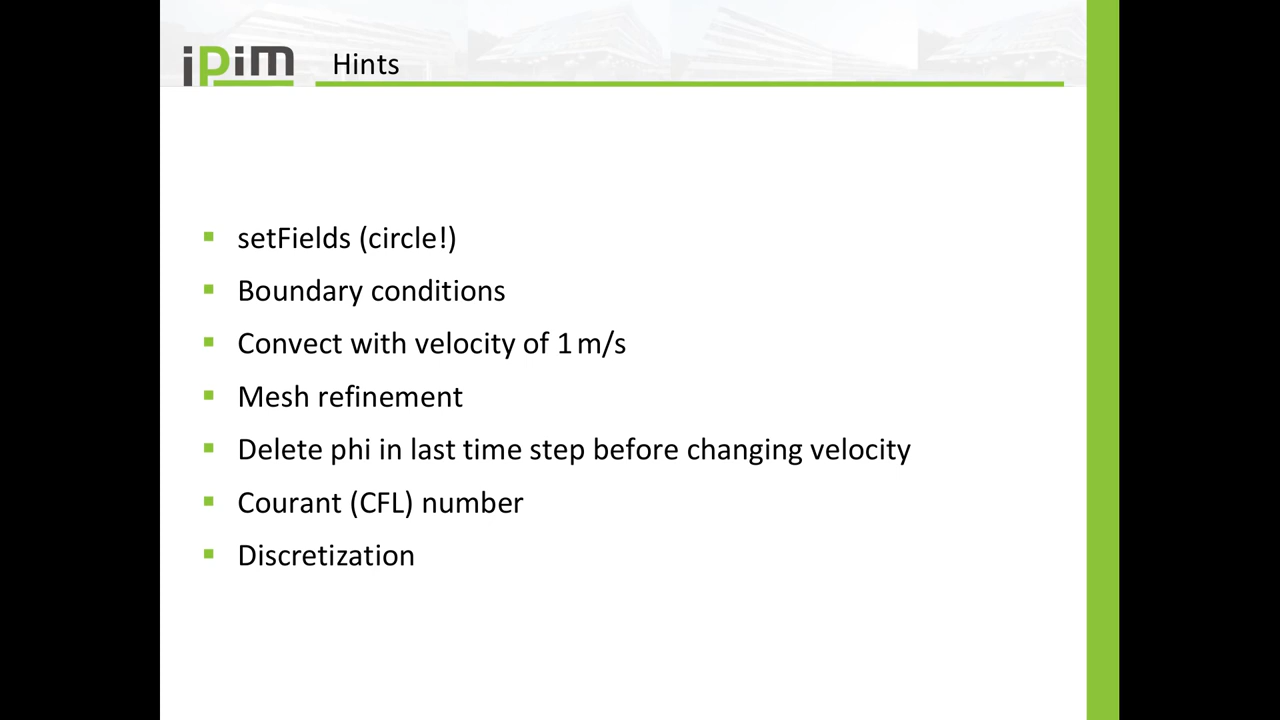 iPiM
Hints
▪ setFields (circle!)
▪ Boundary conditions
▪ Convect with velocity of 1 m/s
▪ Mesh refinement
▪ Delete phi in last time step before changing velocity
▪ Courant (CFL) number
▪ Discretization